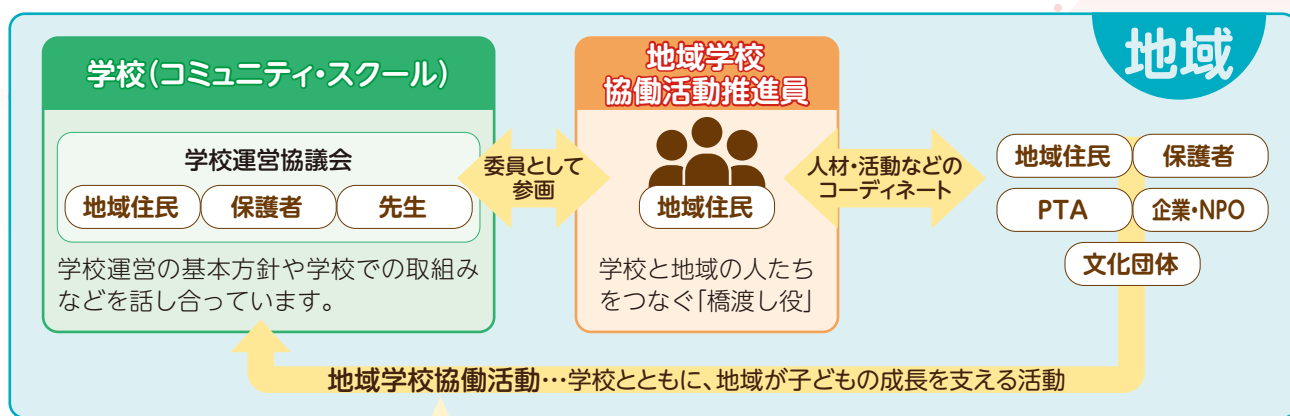 地域
学校(コミュニティ・スクール)
学校運営協議会
地域住民
保護者
先生
学校運営の基本方針や学校での取組み
などを話し合っています。
委員として
参画
地域学校
協働活動推進員
地域住民
学校と地域の人たち
をつなぐ「橋渡し役」
人材・活動などの
コーディネート
地域住民
保護者
PTA
企業・NPO
文化団体
地域学校協働活動…学校とともに、地域が子どもの成長を支える活動